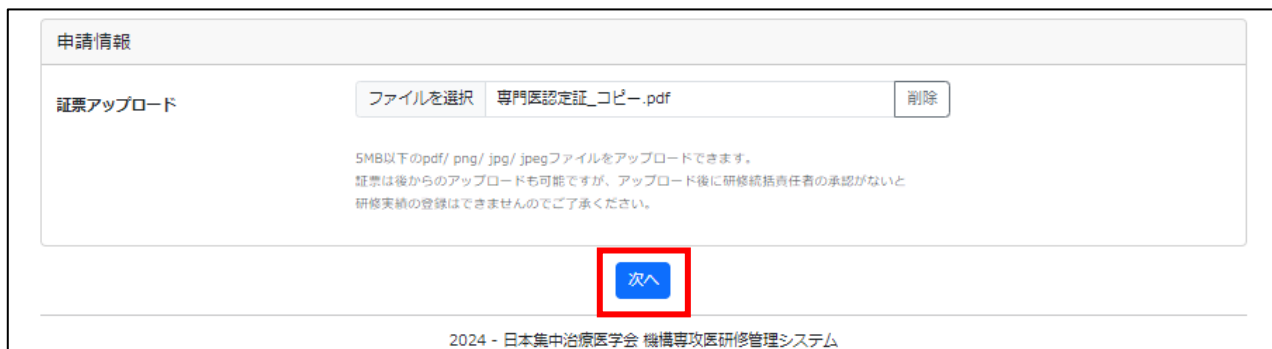 申請情報
証票アップロード ファイルを選択 専門医認定証_コピー.pdf 削除
5MB以下のpdf/ png/ jpg/ jpegファイルをアップロードできます。
証票は後からのアップロードも可能ですが、アップロード後に研修統括責任者の承認がないと
研修実績の登録はできませんのでご了承ください。
次へ
2024 - 日本集中治療医学会 機構専攻医研修管理システム